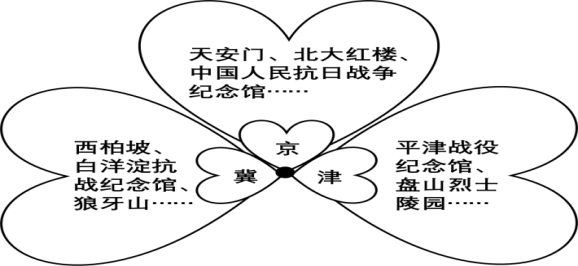 天安门、北大红楼、
中国人民抗日战争
纪念馆……
京
西柏坡、
白洋淀抗
战纪念馆、
狼牙山……
冀
津
平津战役
纪念馆、
盘山烈士
陵园……